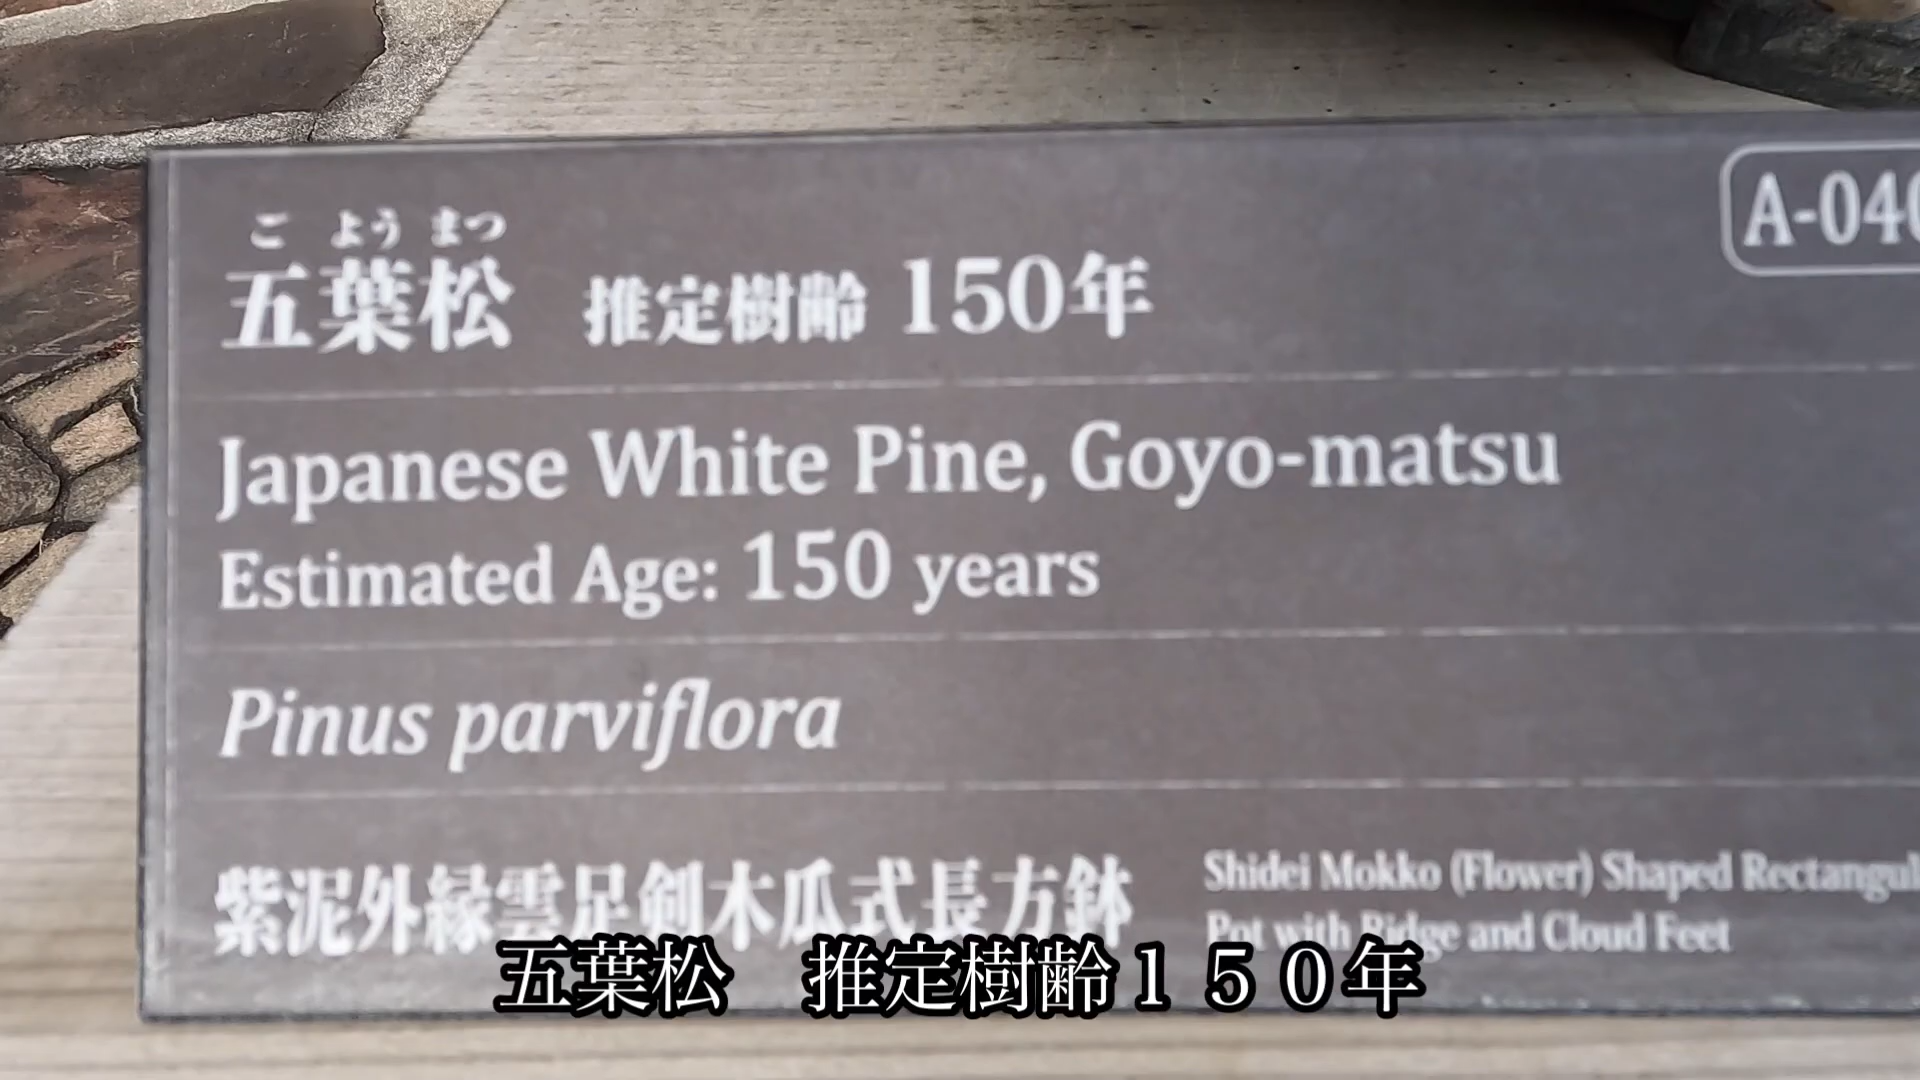 A-040
ご よう まつ
五葉松 推定樹齢 150年
Japanese White Pine, Goyo-matsu
Estimated Age: 150 years
Pinus parviflora
紫泥外縁雲足剣木瓜式長方鉢
Shidei Mokko (Flower) Shaped Rectangul
Pot with Ridge and Cloud Feet
五葉松　推定樹齢１５０年